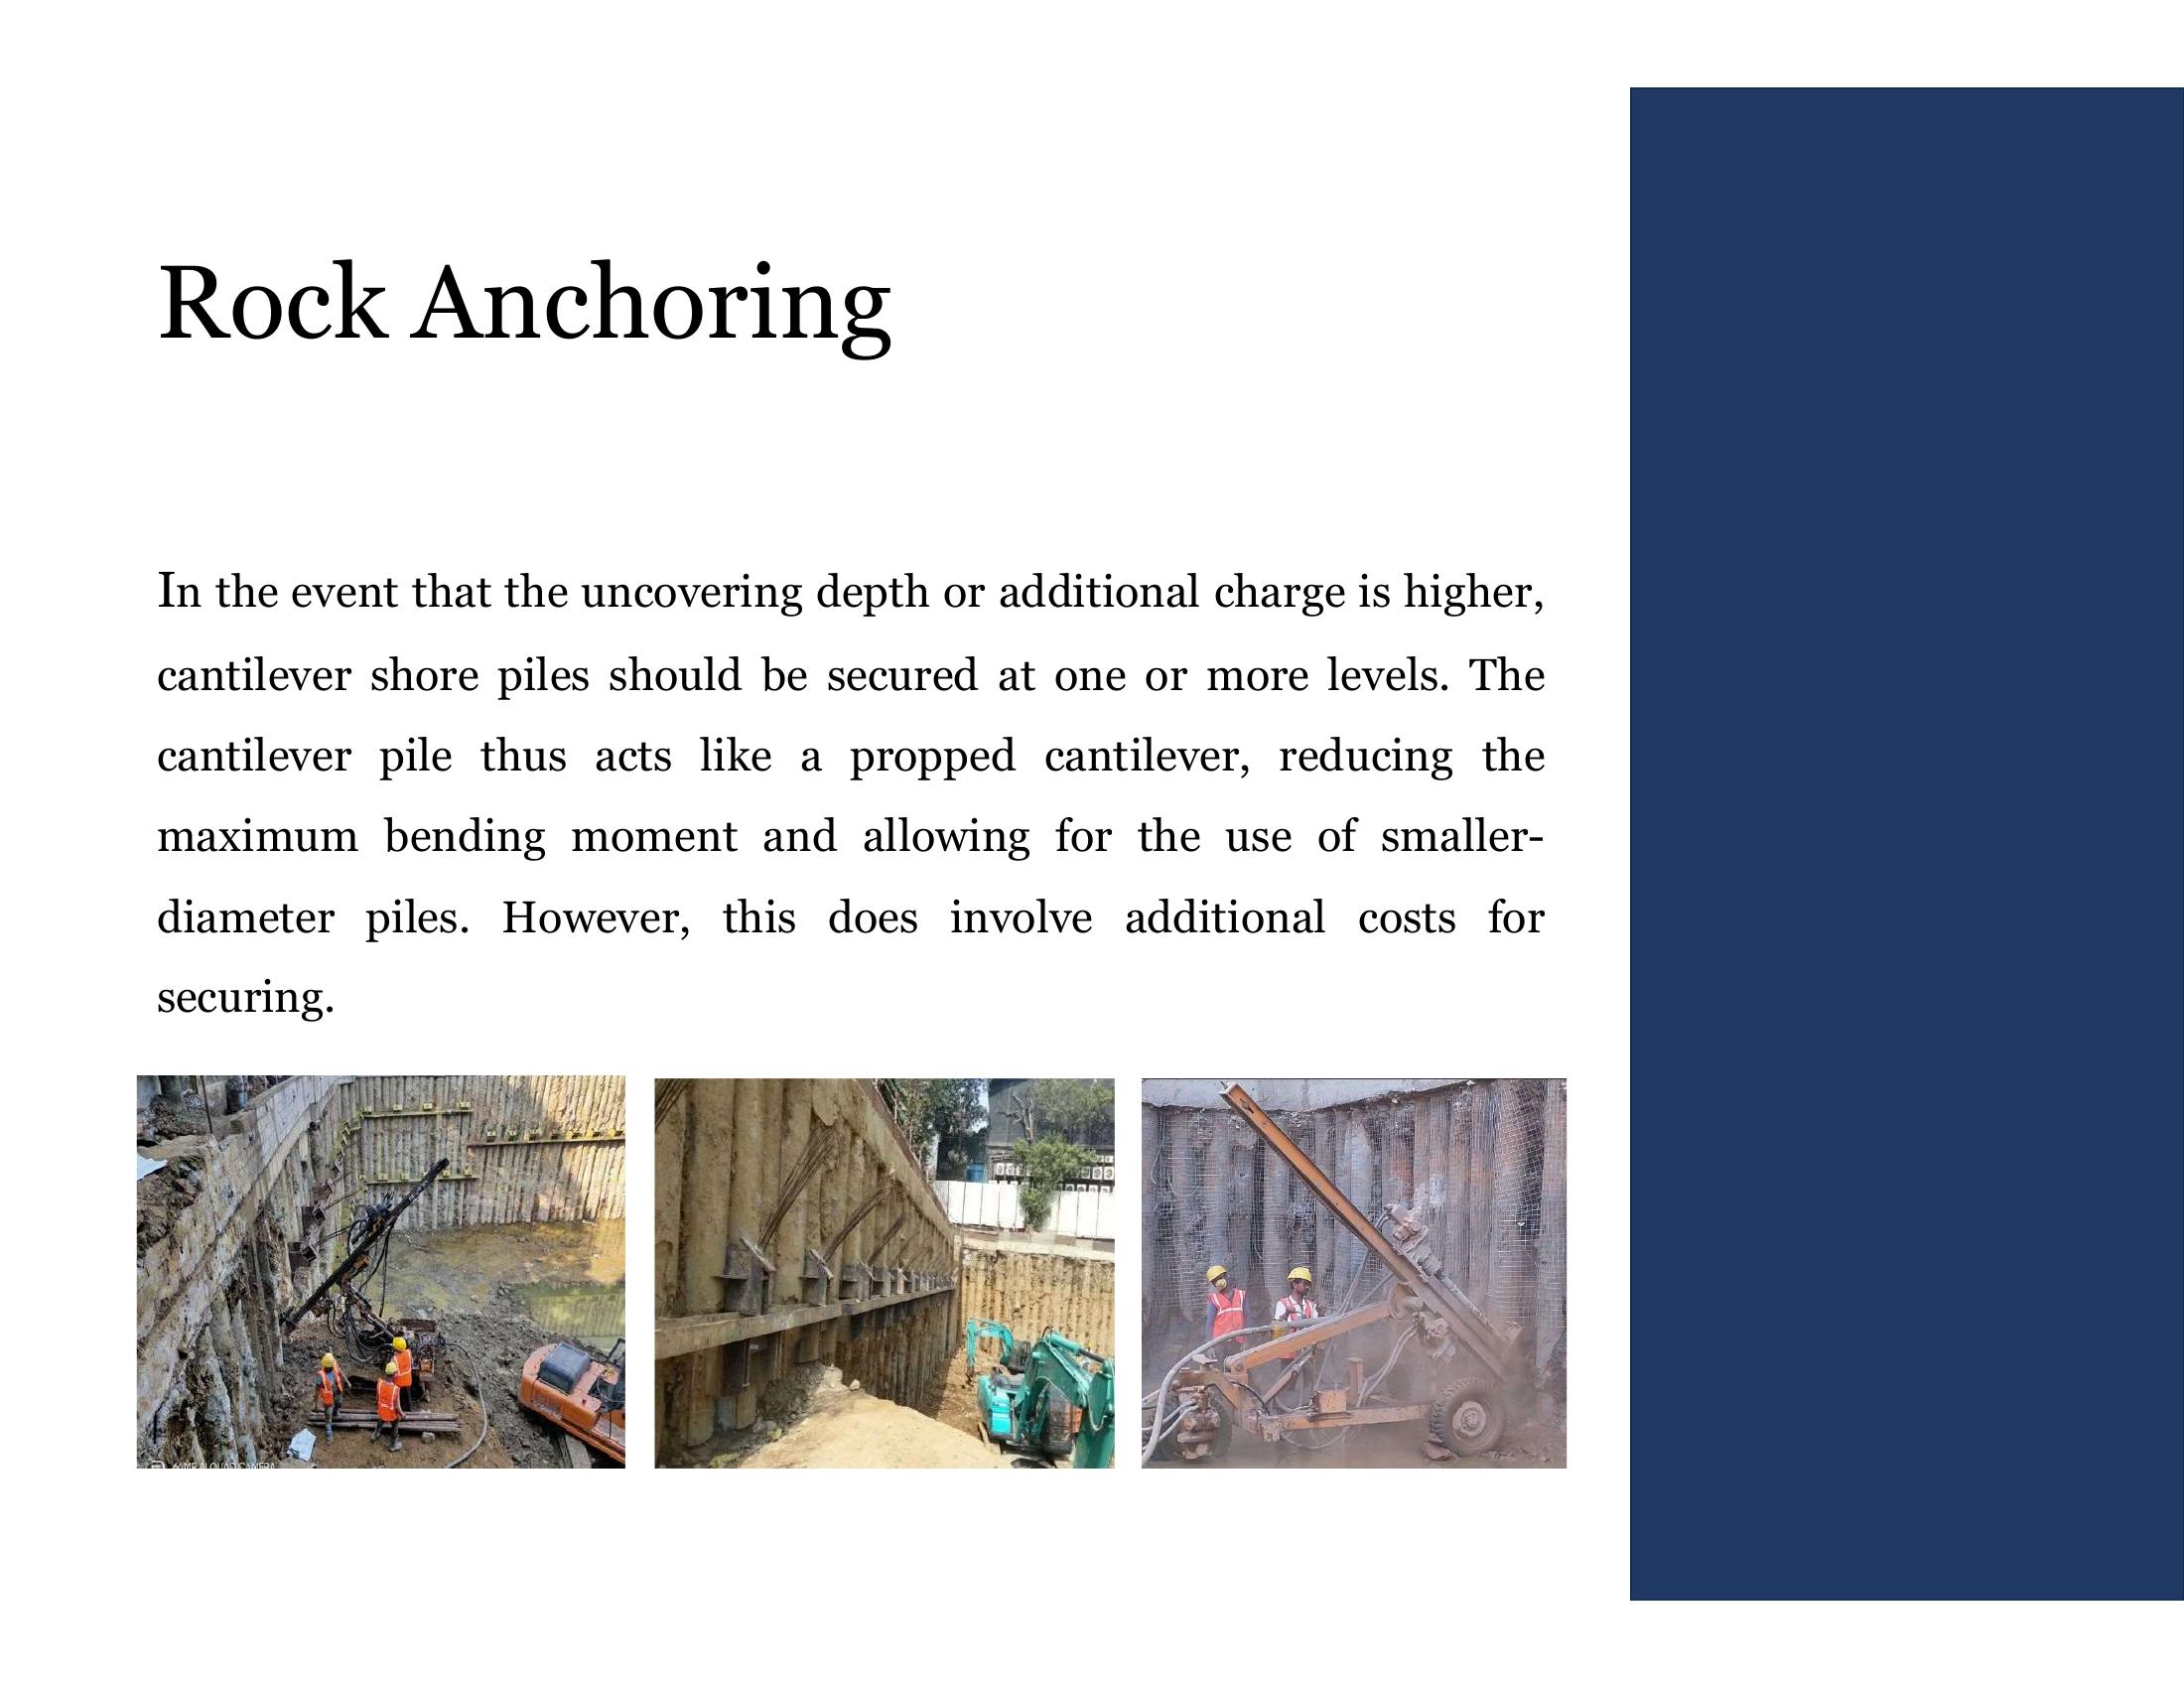 Rock Anchoring
In the event that the uncovering depth or additional charge is higher,
cantilever shore piles should be secured at one or more levels. The
cantilever pile thus acts like a propped cantilever, reducing the
maximum bending moment and allowing for the use of smaller-
diameter piles. However, this does involve additional costs for
securing.